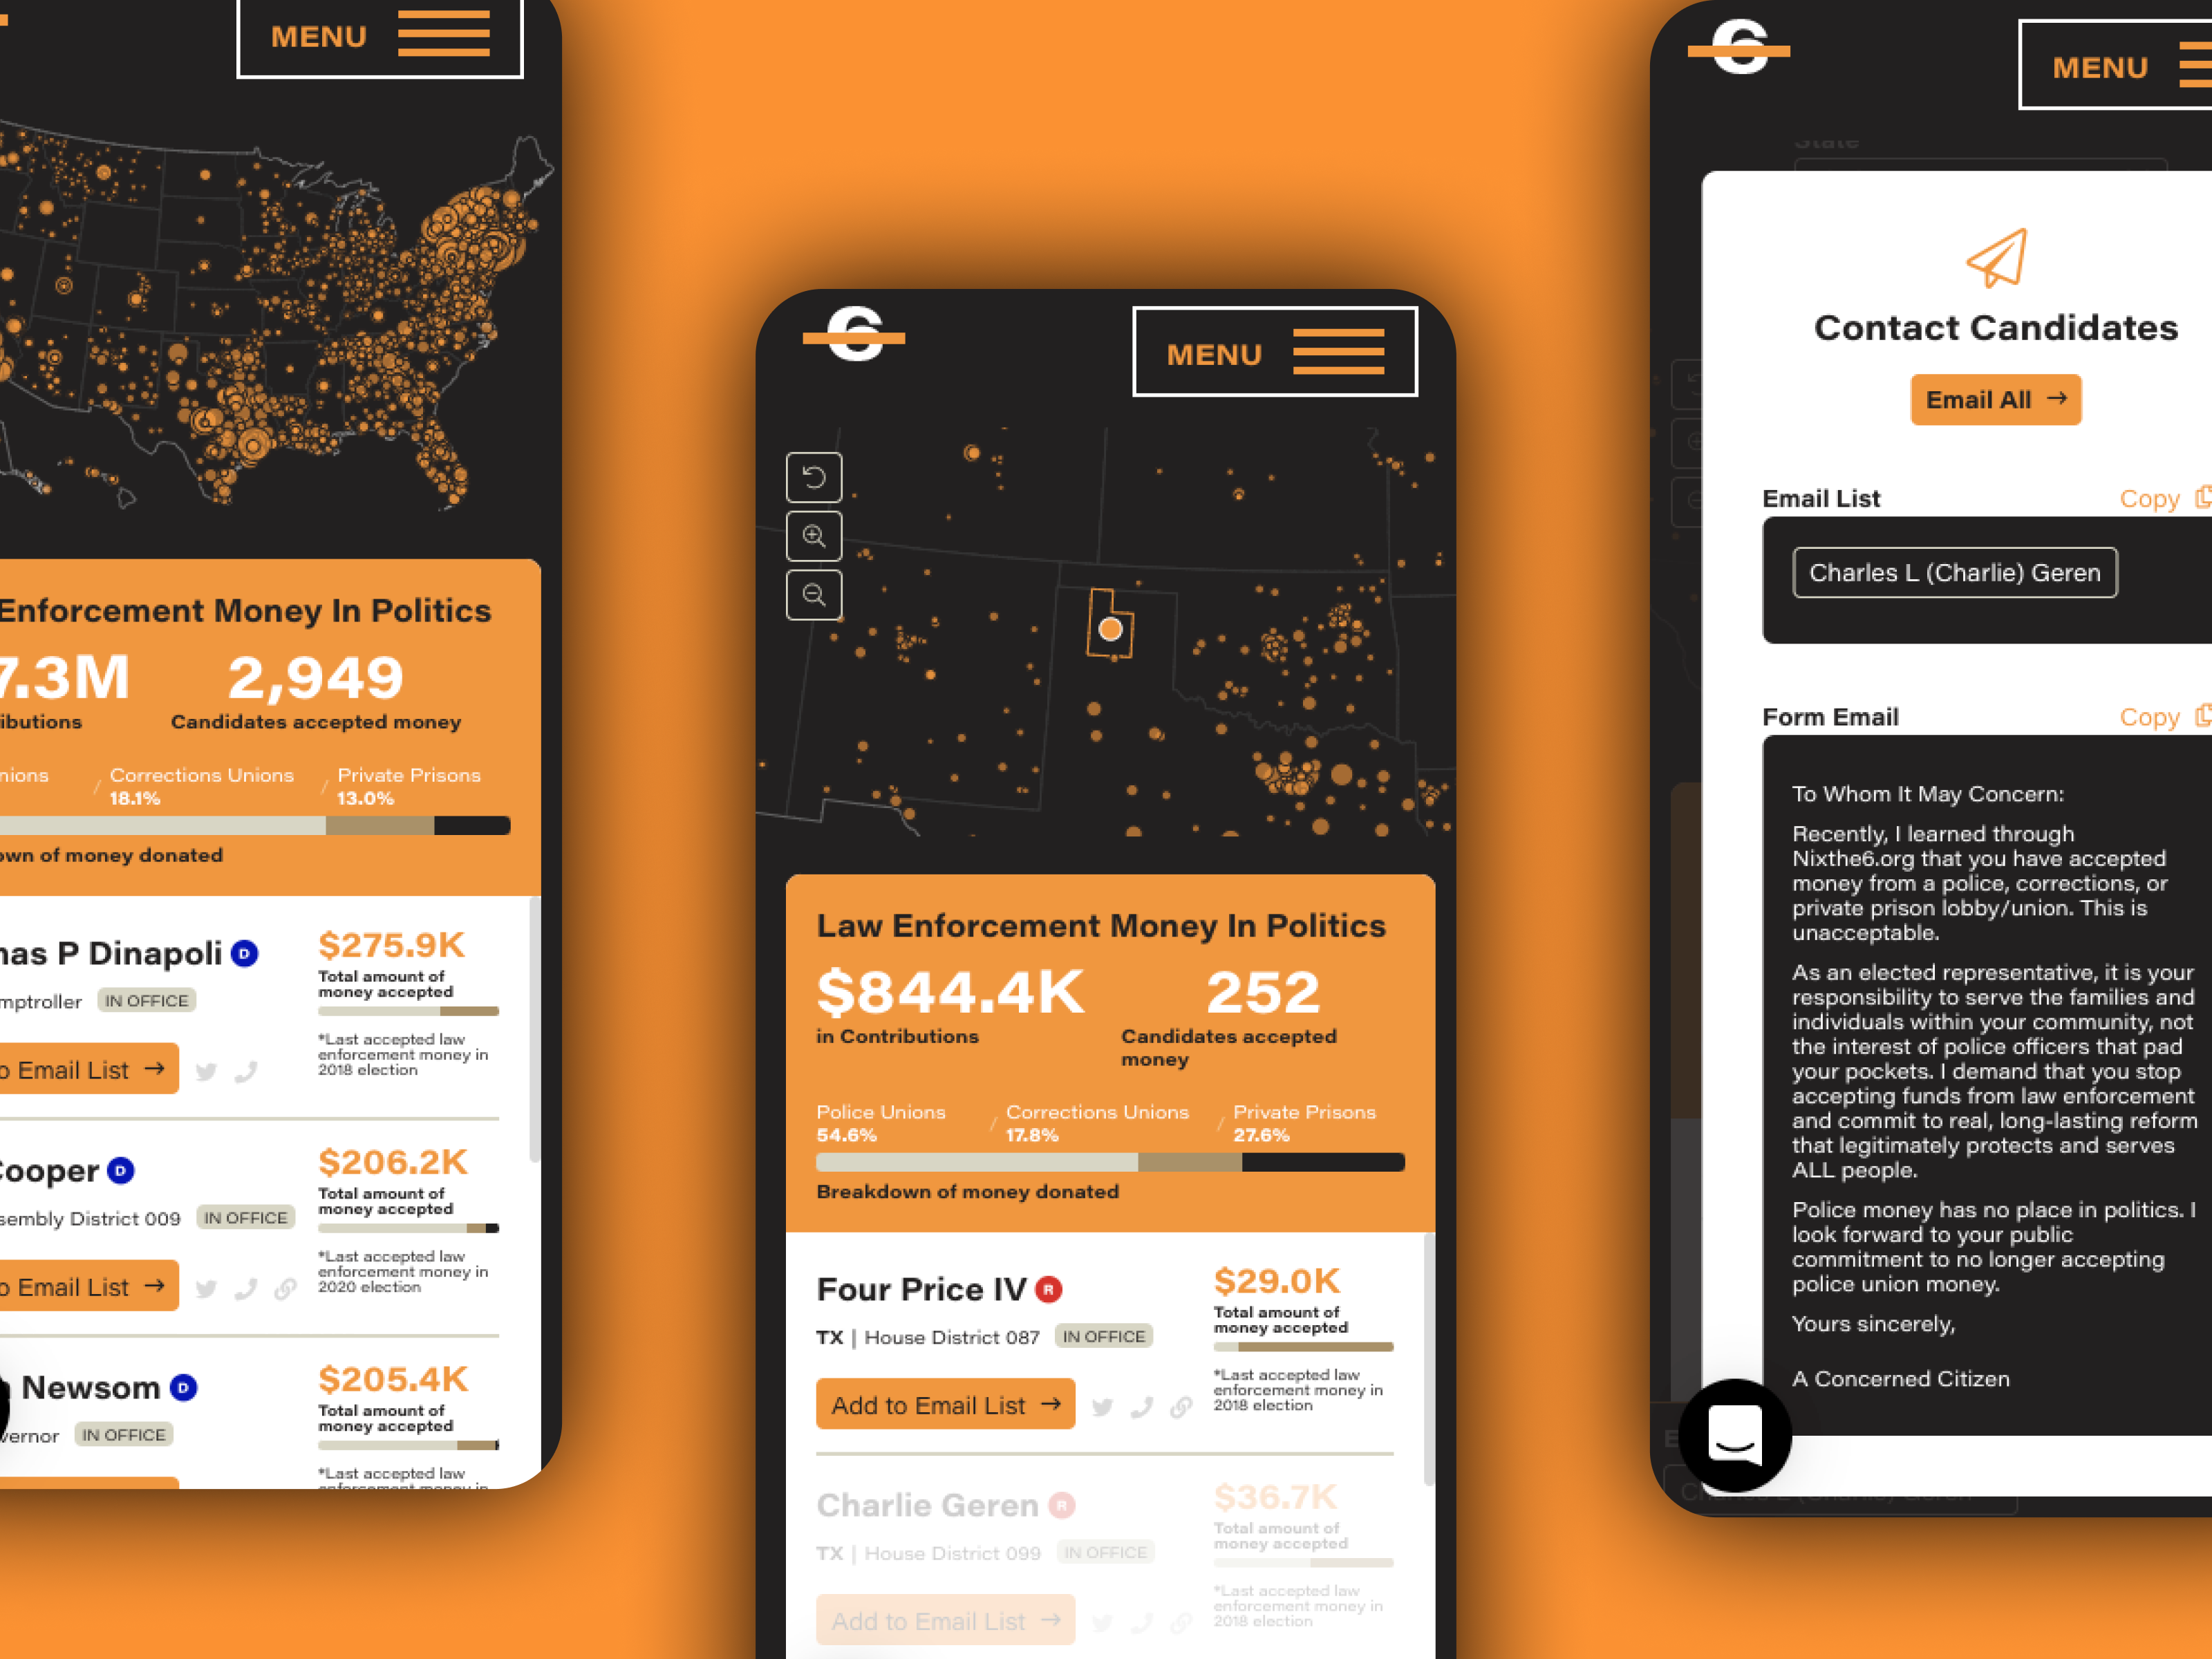 MENU
Enforcement Money In Politics
7.3M
2,949
Candidates accepted money
Corrections Unions
18.1%
/
Private Prisons
13.0%
/
of money donated
P Dinapoli D
$275.9K
Total amount of
money accepted
IN OFFICE
*Last accepted law
enforcement money in
2018 election
Email List →
Cooper D
$206.2K
Total amount of
money accepted
District 009
IN OFFICE
*Last accepted law
enforcement money in
2020 election
Email List →
Newsom D
$205.4K
Total amount of
money accepted
IN OFFICE
*Last accepted law
enforcement money in
6
MENU
Law Enforcement Money In Politics
$844.4K
in Contributions
252
Candidates accepted
money
Police Unions
54.6%
/
Corrections Unions
17.8%
/
Private Prisons
27.6%
Breakdown of money donated
Four Price IV R
$29.0K
Total amount of
money accepted
TX | House District 087
IN OFFICE
*Last accepted law
enforcement money in
2018 election
Add to Email List →
Charlie Geren R
$36.7K
Total amount of
money accepted
TX | House District 099
IN OFFICE
*Last accepted law
enforcement money in
2018 election
Add to Email List →
6
MENU
State
Contact Candidates
Email All →
Email List
Copy
Charles L (Charlie) Geren
Form Email
Copy
To Whom It May Concern:
Recently, I learned through
Nixthe6.org that you have accepted
money from a police, corrections, or
private prison lobby/union. This is
unacceptable.
As an elected representative, it is your
responsibility to serve the families and
individuals within your community, not
the interest of police officers that pad
your pockets. I demand that you stop
accepting funds from law enforcement
and commit to real, long-lasting reform
that legitimately protects and serves
ALL people.
Police money has no place in politics. I
look forward to your public
commitment to no longer accepting
police union money.
Yours sincerely,
A Concerned Citizen